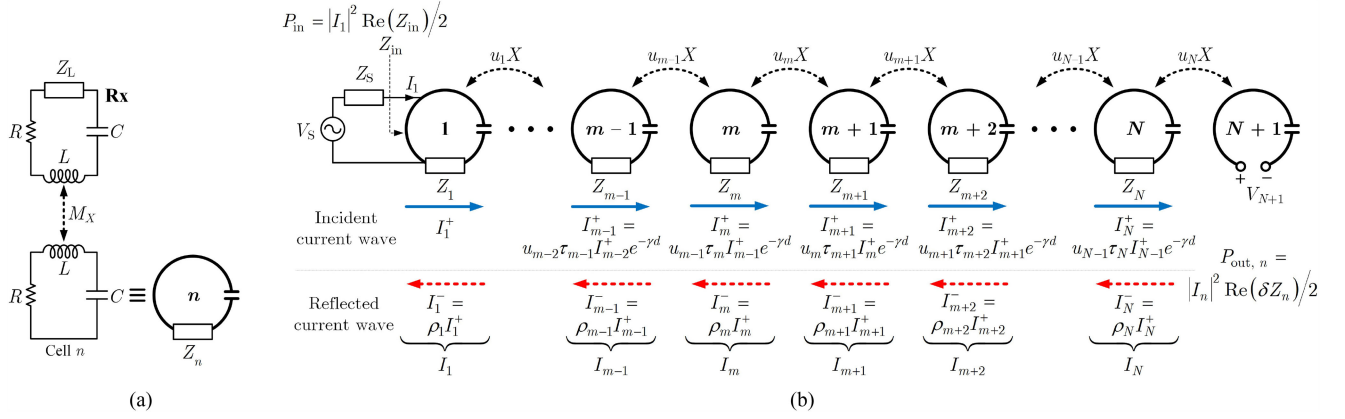 Z_L
Rx
R
C
L
M_X
L
R
C
≡
n
Z_n
Cell n
(a)
P_in = |I_1|^2 Re(Z_in)/2
Z_in
Z_S
I_1
V_S
u_1X
u_{m−1}X
u_mX
u_{m+1}X
u_{N−1}X
u_NX
1 • • • m − 1 m m + 1 m + 2 • • • N N + 1
Z_1 Z_{m−1} Z_m Z_{m+1} Z_{m+2} Z_N + −
V_{N+1}
Incident
current wave
I_1^+
I_{m−1}^+ =
u_{m−2}τ_{m−1}I_{m−2}^+e^{−γd}
I_m^+ =
u_{m−1}τ_mI_{m−1}^+e^{−γd}
I_{m+1}^+ =
u_mτ_{m+1}I_m^+e^{−γd}
I_{m+2}^+ =
u_{m+1}τ_{m+2}I_{m+1}^+e^{−γd}
I_N^+ =
u_{N−1}τ_NI_{N−1}^+e^{−γd}
P_{out, n} =
|I_n|^2 Re(δZ_n)/2
Reflected
current wave
I_1^− =
ρ_1I_1^+
I_1
I_{m−1}^− =
ρ_{m−1}I_{m−1}^+
I_{m−1}
I_m^− =
ρ_mI_m^+
I_m
I_{m+1}^− =
ρ_{m+1}I_{m+1}^+
I_{m+1}
I_{m+2}^− =
ρ_{m+2}I_{m+2}^+
I_{m+2}
I_N^− =
ρ_NI_N^+
I_N
(b)